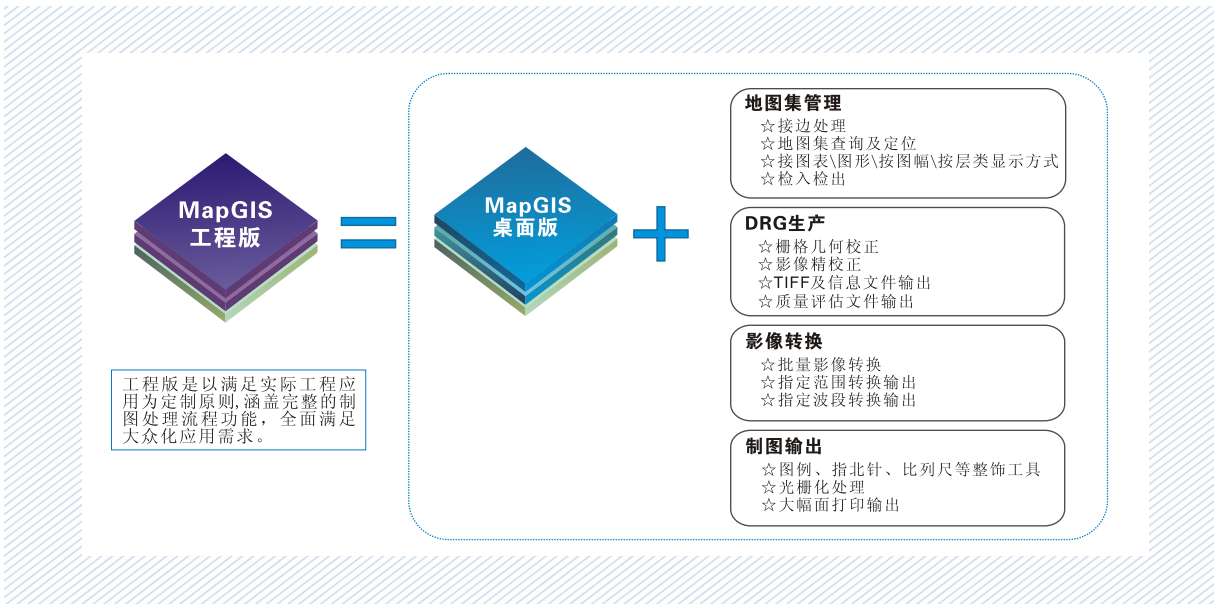 MapGIS
工程版
工程版是以满足实际工程应
用为定制原则,涵盖完整的制
图处理流程功能，全面满足
大众化应用需求。
MapGIS
桌面版
地图集管理
☆接边处理
☆地图集查询及定位
☆接图表\图形\按图幅\按层类显示方式
☆检入检出
DRG生产
☆栅格几何校正
☆影像精校正
☆TIFF及信息文件输出
☆质量评估文件输出
影像转换
☆批量影像转换
☆指定范围转换输出
☆指定波段转换输出
制图输出
☆图例、指北针、比列尺等整饰工具
☆光栅化处理
☆大幅面打印输出